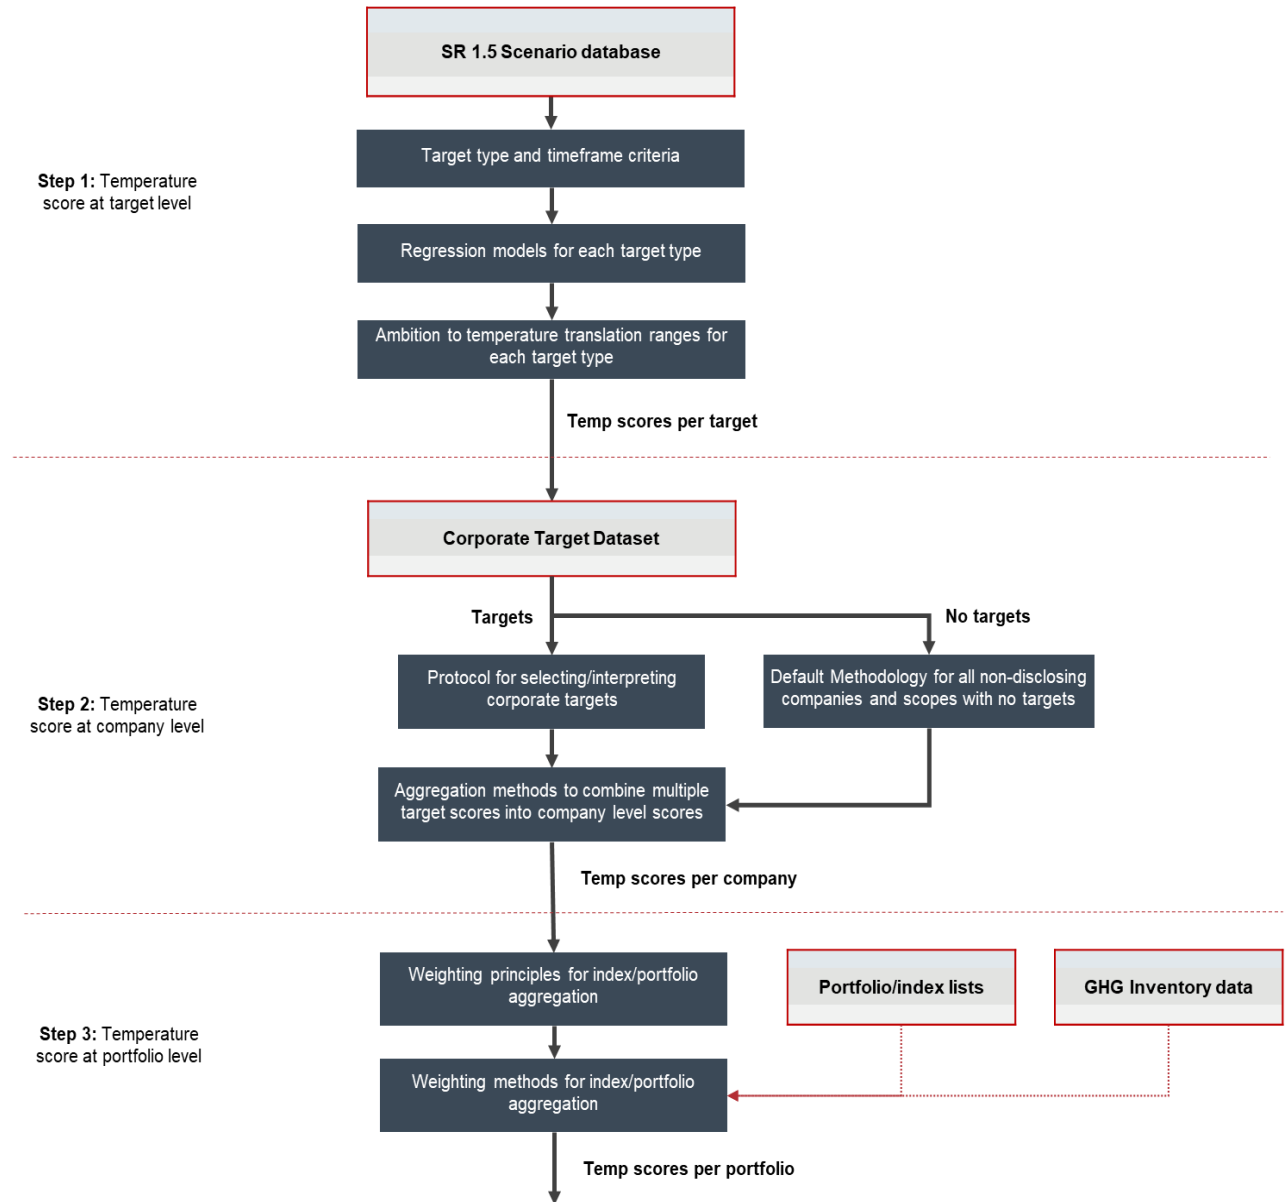 SR 1.5 Scenario database
Target type and timeframe criteria
Step 1: Temperature
score at target level
Regression models for each target type
Ambition to temperature translation ranges for
each target type
Temp scores per target
Corporate Target Dataset
Targets
No targets
Protocol for selecting/interpreting
corporate targets
Default Methodology for all non-disclosing
companies and scopes with no targets
Step 2: Temperature
score at company level
Aggregation methods to combine multiple
target scores into company level scores
Temp scores per company
Weighting principles for index/portfolio
aggregation
Portfolio/index lists
GHG Inventory data
Step 3: Temperature
score at portfolio level
Weighting methods for index/portfolio
aggregation
Temp scores per portfolio